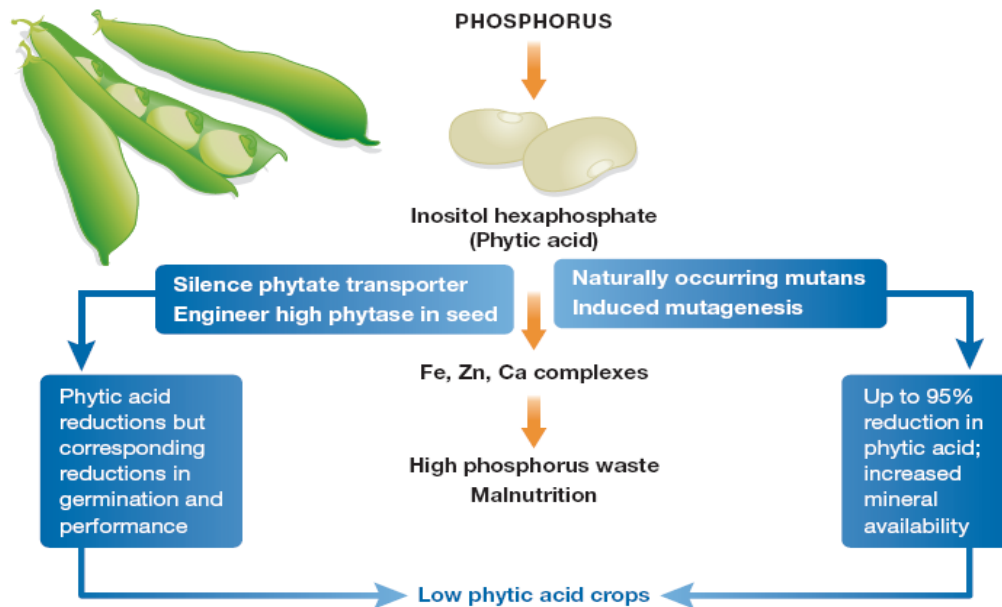 PHOSPHORUS
Inositol hexaphosphate
(Phytic acid)
Silence phytate transporter
Engineer high phytase in seed
Naturally occurring mutans
Induced mutagenesis
Fe, Zn, Ca complexes
High phosphorus waste
Malnutrition
Phytic acid
reductions but
corresponding
reductions in
germination and
performance
Up to 95%
reduction in
phytic acid;
increased
mineral
availability
Low phytic acid crops